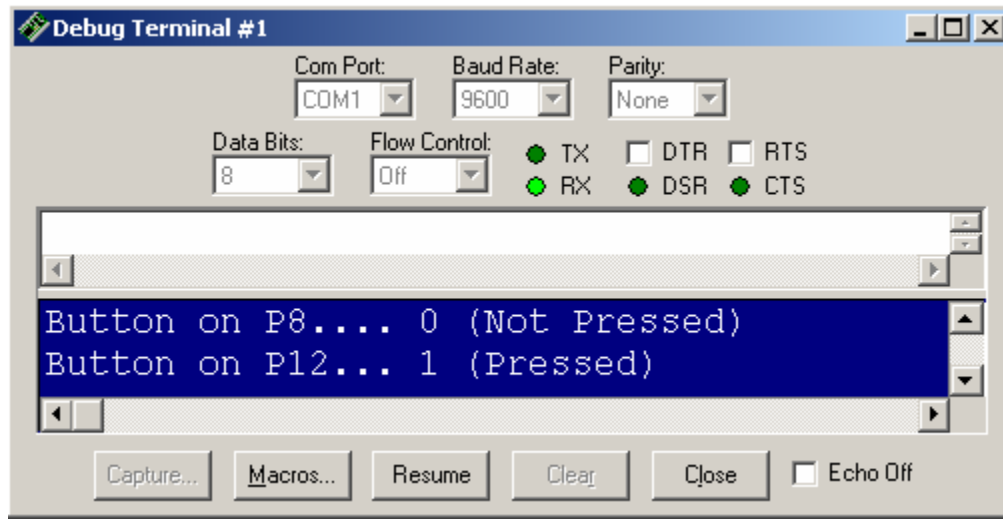 Debug Terminal #1
Com Port: Baud Rate: Parity:
COM1 9600 None
Data Bits: Flow Control: TX DTR RTS
8 Off RX DSR CTS
Button on P8.... 0 (Not Pressed)
Button on P12... 1 (Pressed)
Capture... Macros... Resume Clear Close Echo Off